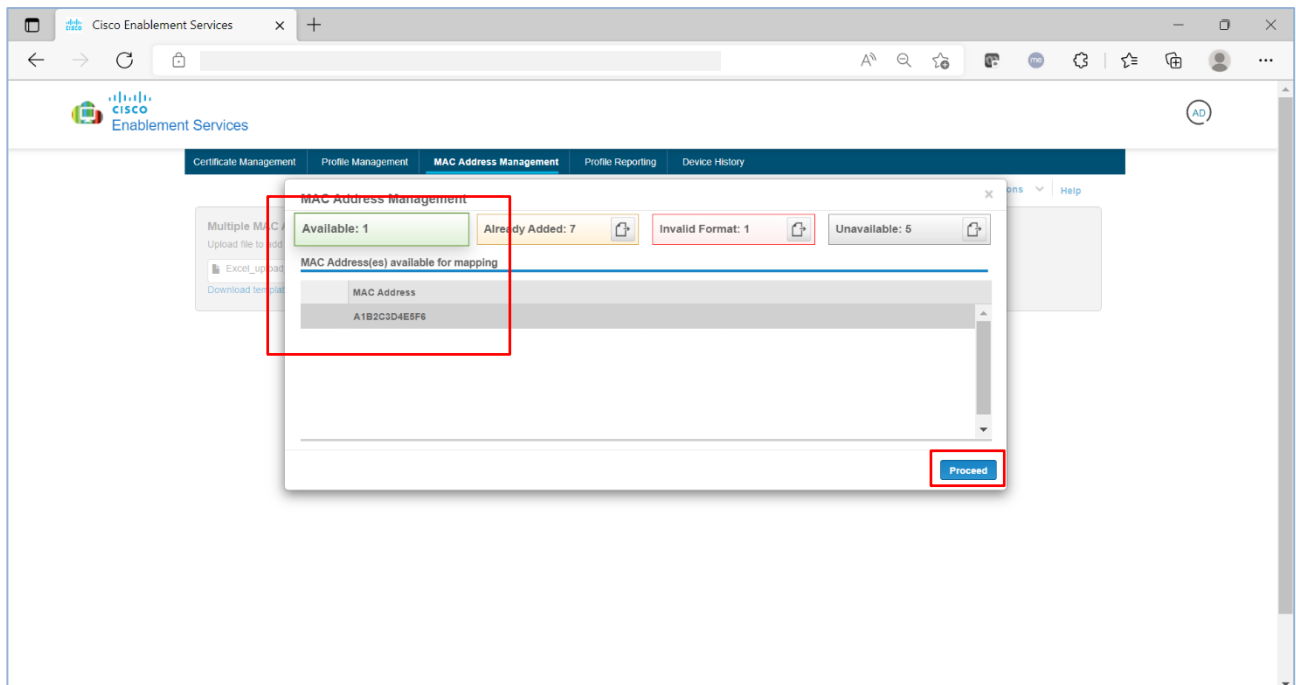 Cisco Enablement Services
CISCO
Enablement Services
AD
Certificate Management Profile Management MAC Address Management Profile Reporting Device History
ons Help
MAC Address Management
Multiple MAC A
Upload file to add
Excel_upload
Download templat
Available: 1 Already Added: 7 Invalid Format: 1 Unavailable: 5
MAC Address(es) available for mapping
MAC Address
A1B2C3D4E5F6
Proceed